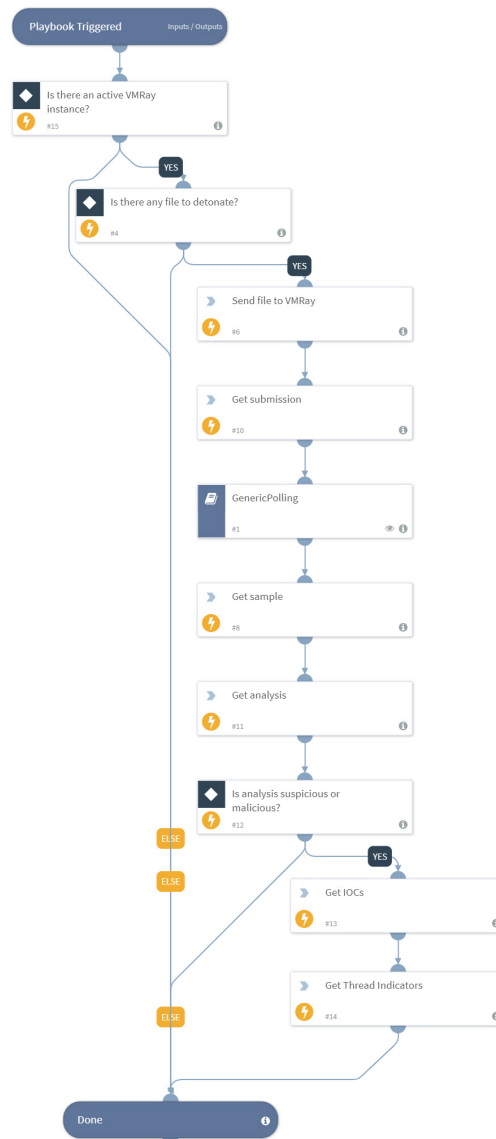 Playbook Triggered
Inputs / Outputs
Is there an active VMRay
instance?
#15
YES
Is there any file to detonate?
#4
YES
Send file to VMRay
#6
Get submission
#10
GenericPolling
#1
Get sample
#8
Get analysis
#11
Is analysis suspicious or
malicious?
#12
ELSE
YES
ELSE
Get IOCs
#13
Get Thread Indicators
#14
ELSE
Done